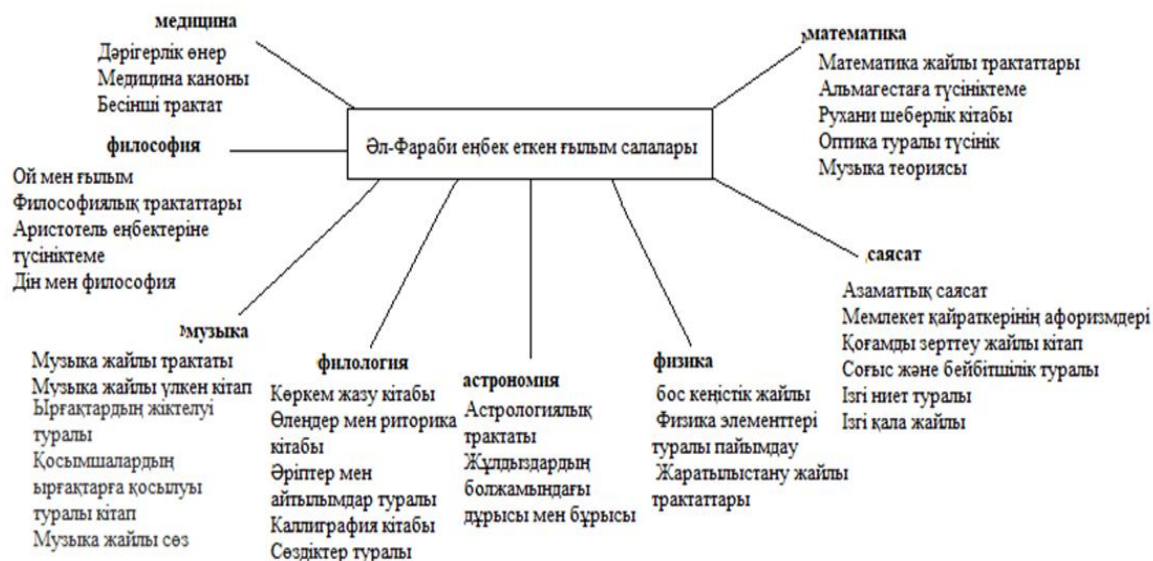 медицина
Дәрігерлік өнер
Медицина каноны
Бесінші трактат
математика
Математика жайлы трактаттары
Альмагестаға түсініктеме
Рухани шеберлік кітабы
Оптика туралы түсінік
Музыка теориясы
Әл-Фараби еңбек еткен ғылым салалары
философия
Ой мен ғылым
Философиялық трактаттары
Аристотель еңбектеріне
түсініктеме
Дін мен философия
саясат
Азаматтық саясат
Мемлекет қайраткерінің афоризмдері
Қоғамды зерттеу жайлы кітап
Соғыс және бейбітшілік туралы
Ізгі ниет туралы
Ізгі қала жайлы
музыка
Музыка жайлы трактаты
Музыка жайлы үлкен кітап
Ырғақтардың жіктелуі
туралы
Қосымшалардың
ырғақтарға қосылуы
туралы кітап
Музыка жайлы сөз
филология
Көркем жазу кітабы
Өлеңдер мен риторика
кітабы
Әріптер мен
айтылымдар туралы
Каллиграфия кітабы
Сөздіктер туралы
астрономия
Астрологиялық
трактаты
Жұлдыздардың
болжамындағы
дұрысы мен бұрысы
физика
бос кеңістік жайлы
Физика элементтері
туралы пайымдау
Жаратылыстану жайлы
трактаттары